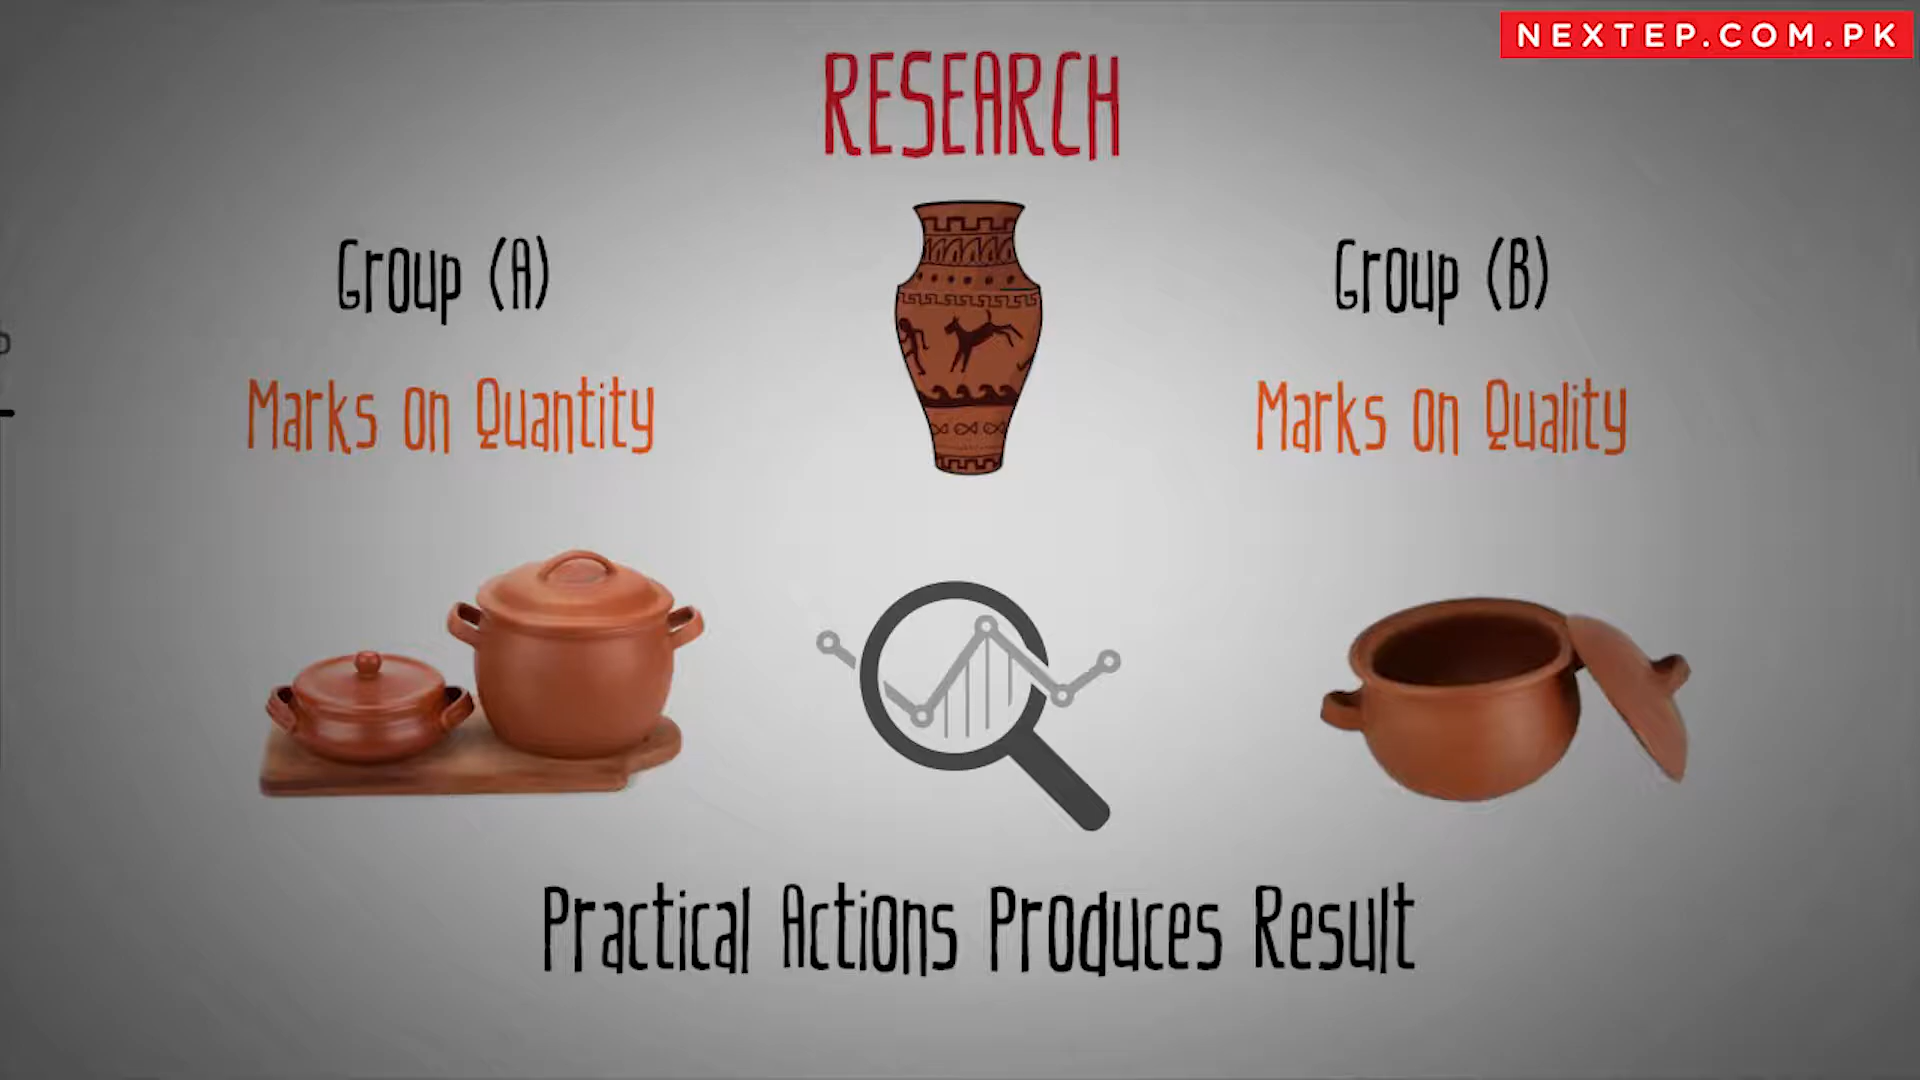 NEXTEP.COM.PK
RESEARCH
Group (A)
Group (B)
Marks on Quantity
Marks on Quality
Practical Actions Produces Result